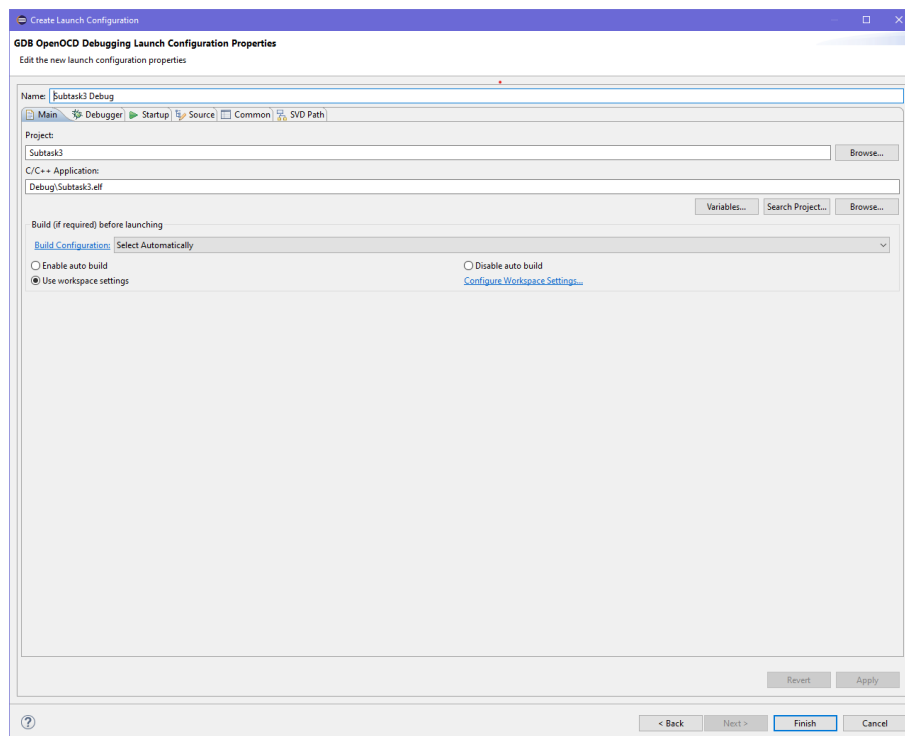 Create Launch Configuration
GDB OpenOCD Debugging Launch Configuration Properties
Edit the new launch configuration properties
*
Name: Subtask3 Debug
Main Debugger Startup Source Common SVD Path
Project:
Subtask3 Browse...
C/C++ Application:
Debug\Subtask3.elf
Variables... Search Project... Browse...
Build (if required) before launching
Build Configuration: Select Automatically
Enable auto build Disable auto build
Use workspace settings Configure Workspace Settings...
Revert Apply
? < Back Next > Finish Cancel